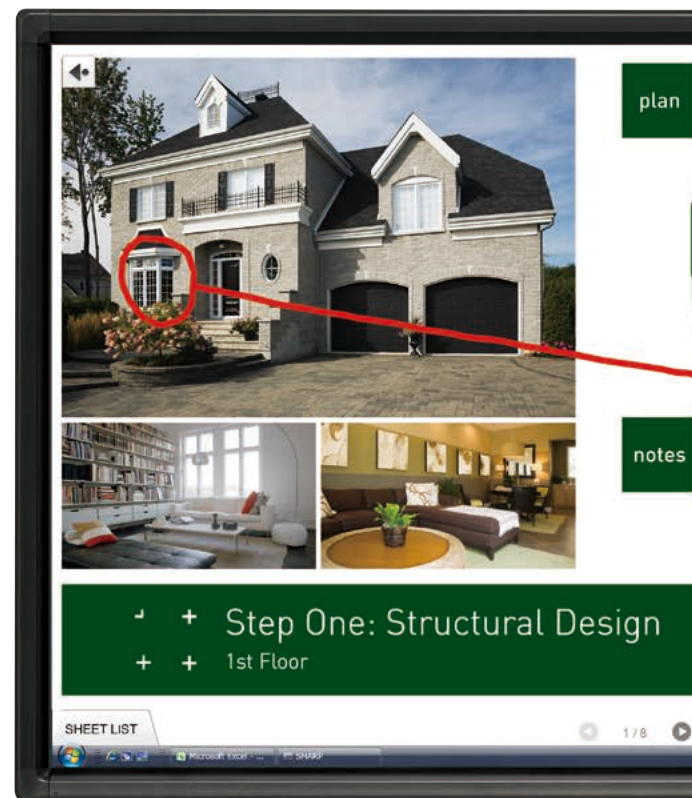 plan
notes
Step One: Structural Design
1st Floor
SHEET LIST
1/8
Microsoft Excel - ...
SHARP